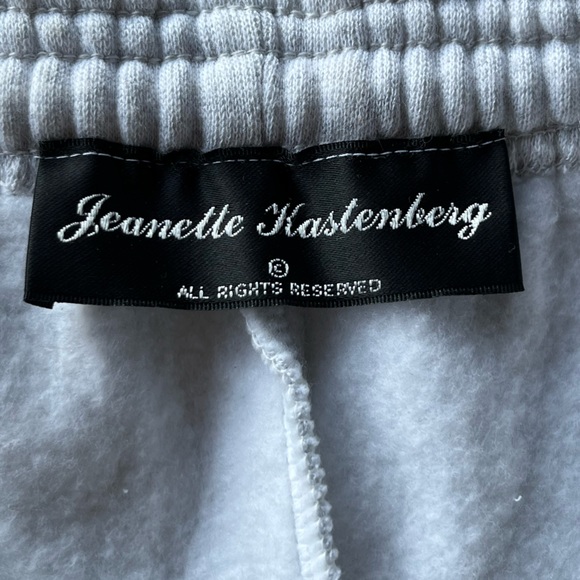 Jeanette Kastenberg
©
ALL RIGHTS RESERVED